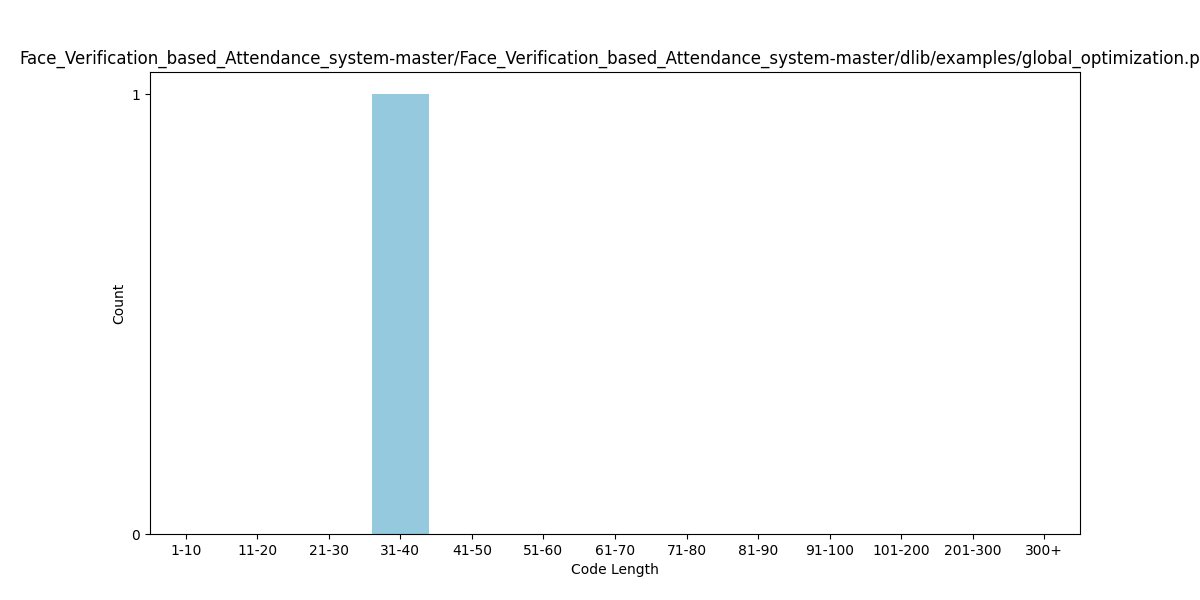 Face_Verification_based_Attendance_system-master/Face_Verification_based_Attendance_system-master/dlib/examples/global_optimization.p
1
0
Count
1-10 11-20 21-30 31-40 41-50 51-60 61-70 71-80 81-90 91-100 101-200 201-300 300+
Code Length